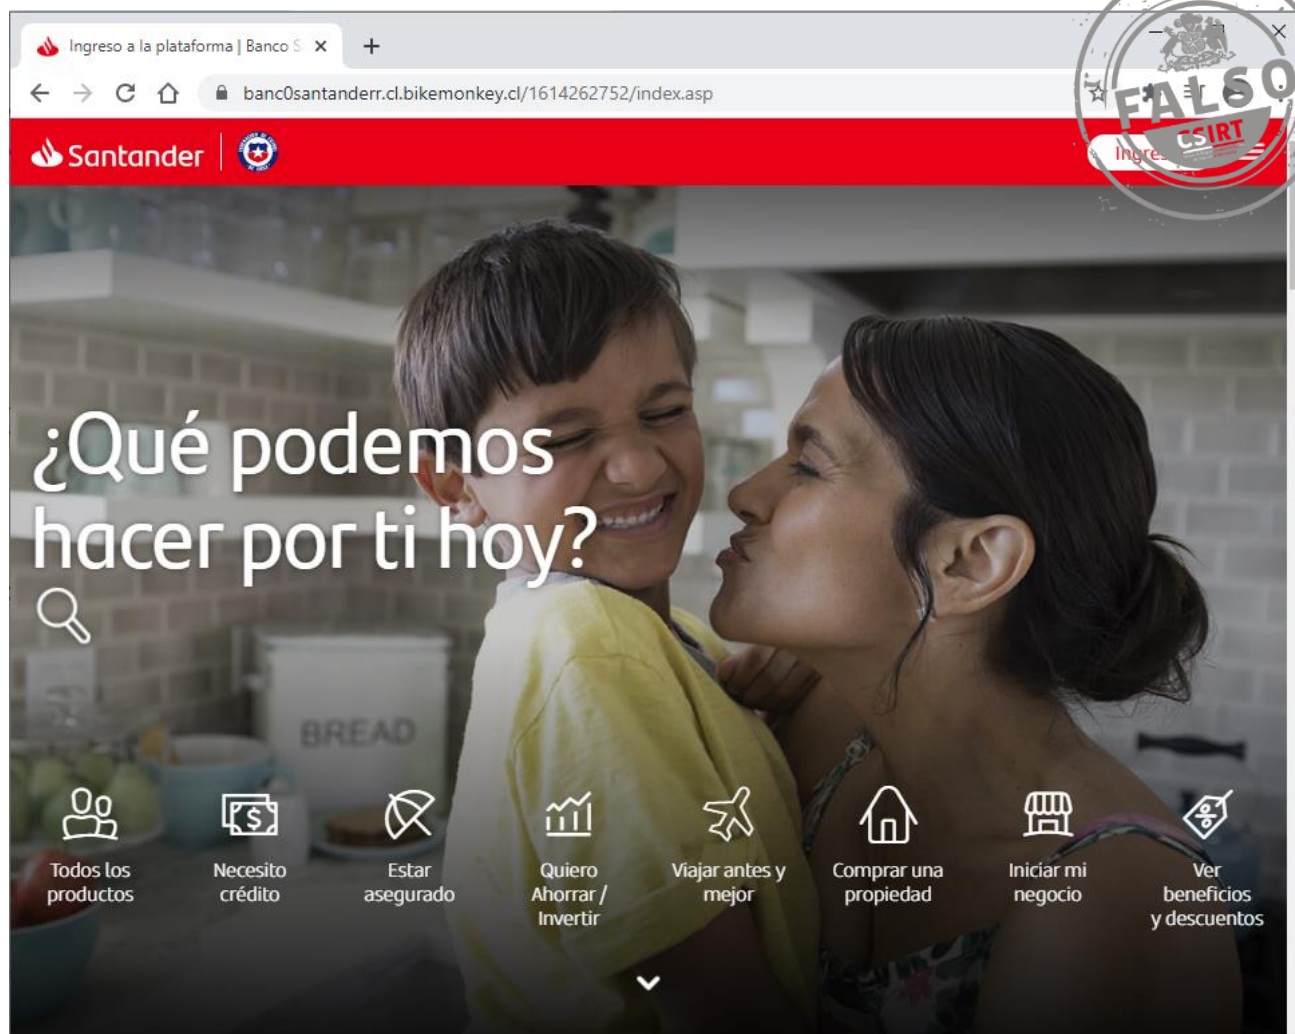 Ingreso a la plataforma | Banco S
banc0santanderr.cl.bikemonkey.cl/1614262752/index.asp
FALSO
CSIRT
Santander
Ingre
¿Qué podemos
hacer por ti hoy?
BREAD
Todos los
productos
Necesito
crédito
Estar
asegurado
Quiero
Ahorrar /
Invertir
Viajar antes y
mejor
Comprar una
propiedad
Iniciar mi
negocio
Ver
beneficios
y descuentos